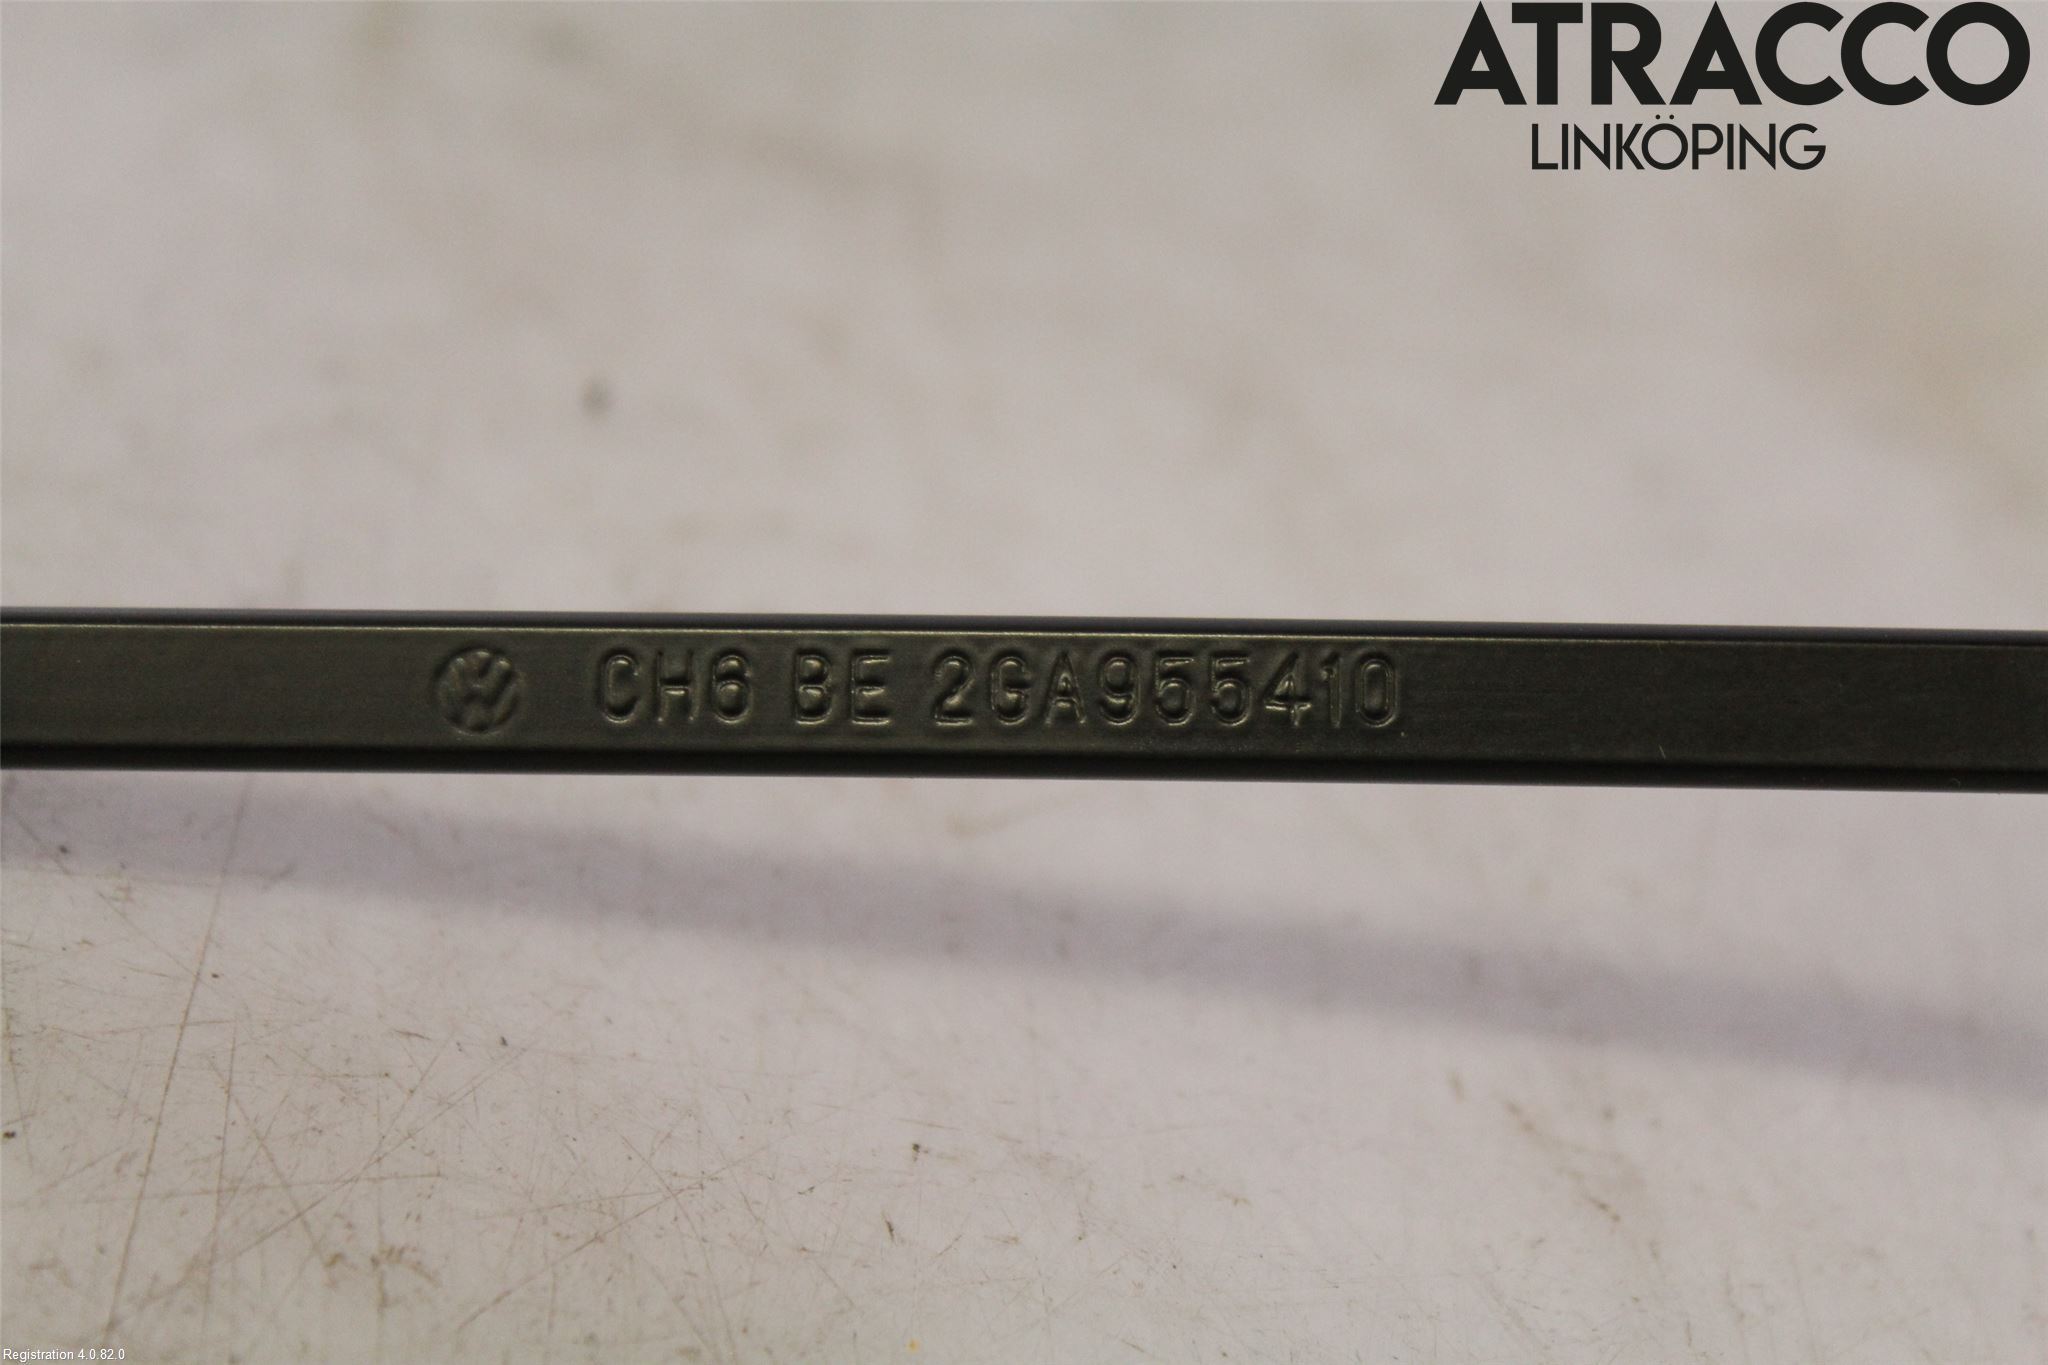 ATRACCO
LINKÖPING
CH6 BE 2GA955410
Registration 4.0.82.0